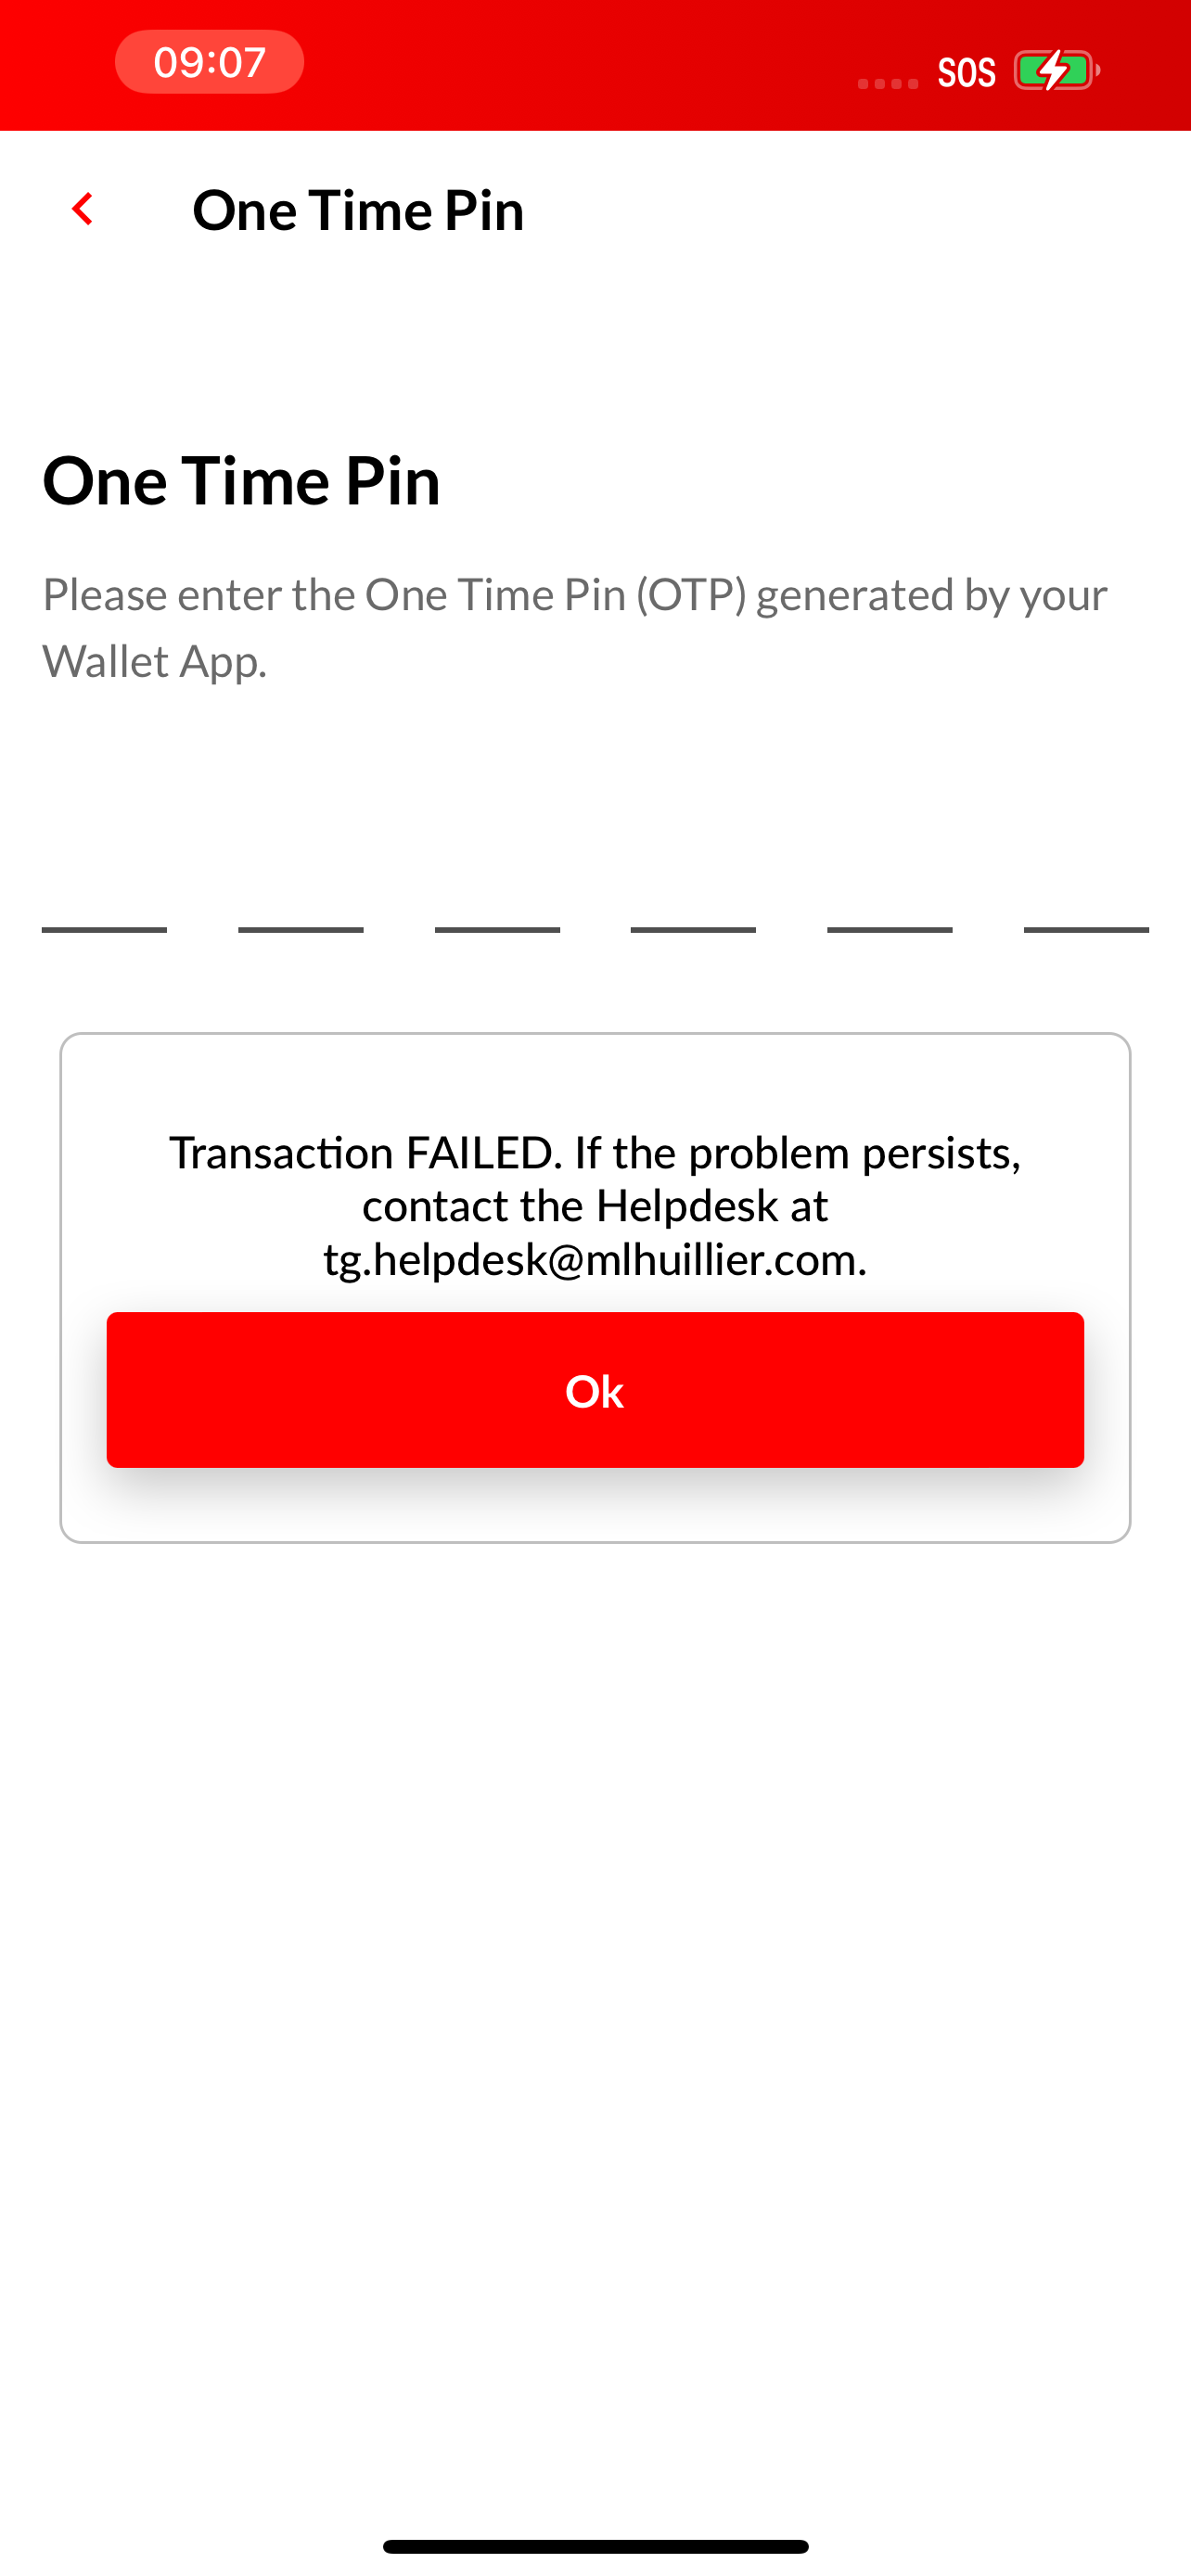 09:07
SOS
One Time Pin
One Time Pin
Please enter the One Time Pin (OTP) generated by your
Wallet App.
Transaction FAILED. If the problem persists,
contact the Helpdesk at
tg.helpdesk@mlhuillier.com.
Ok